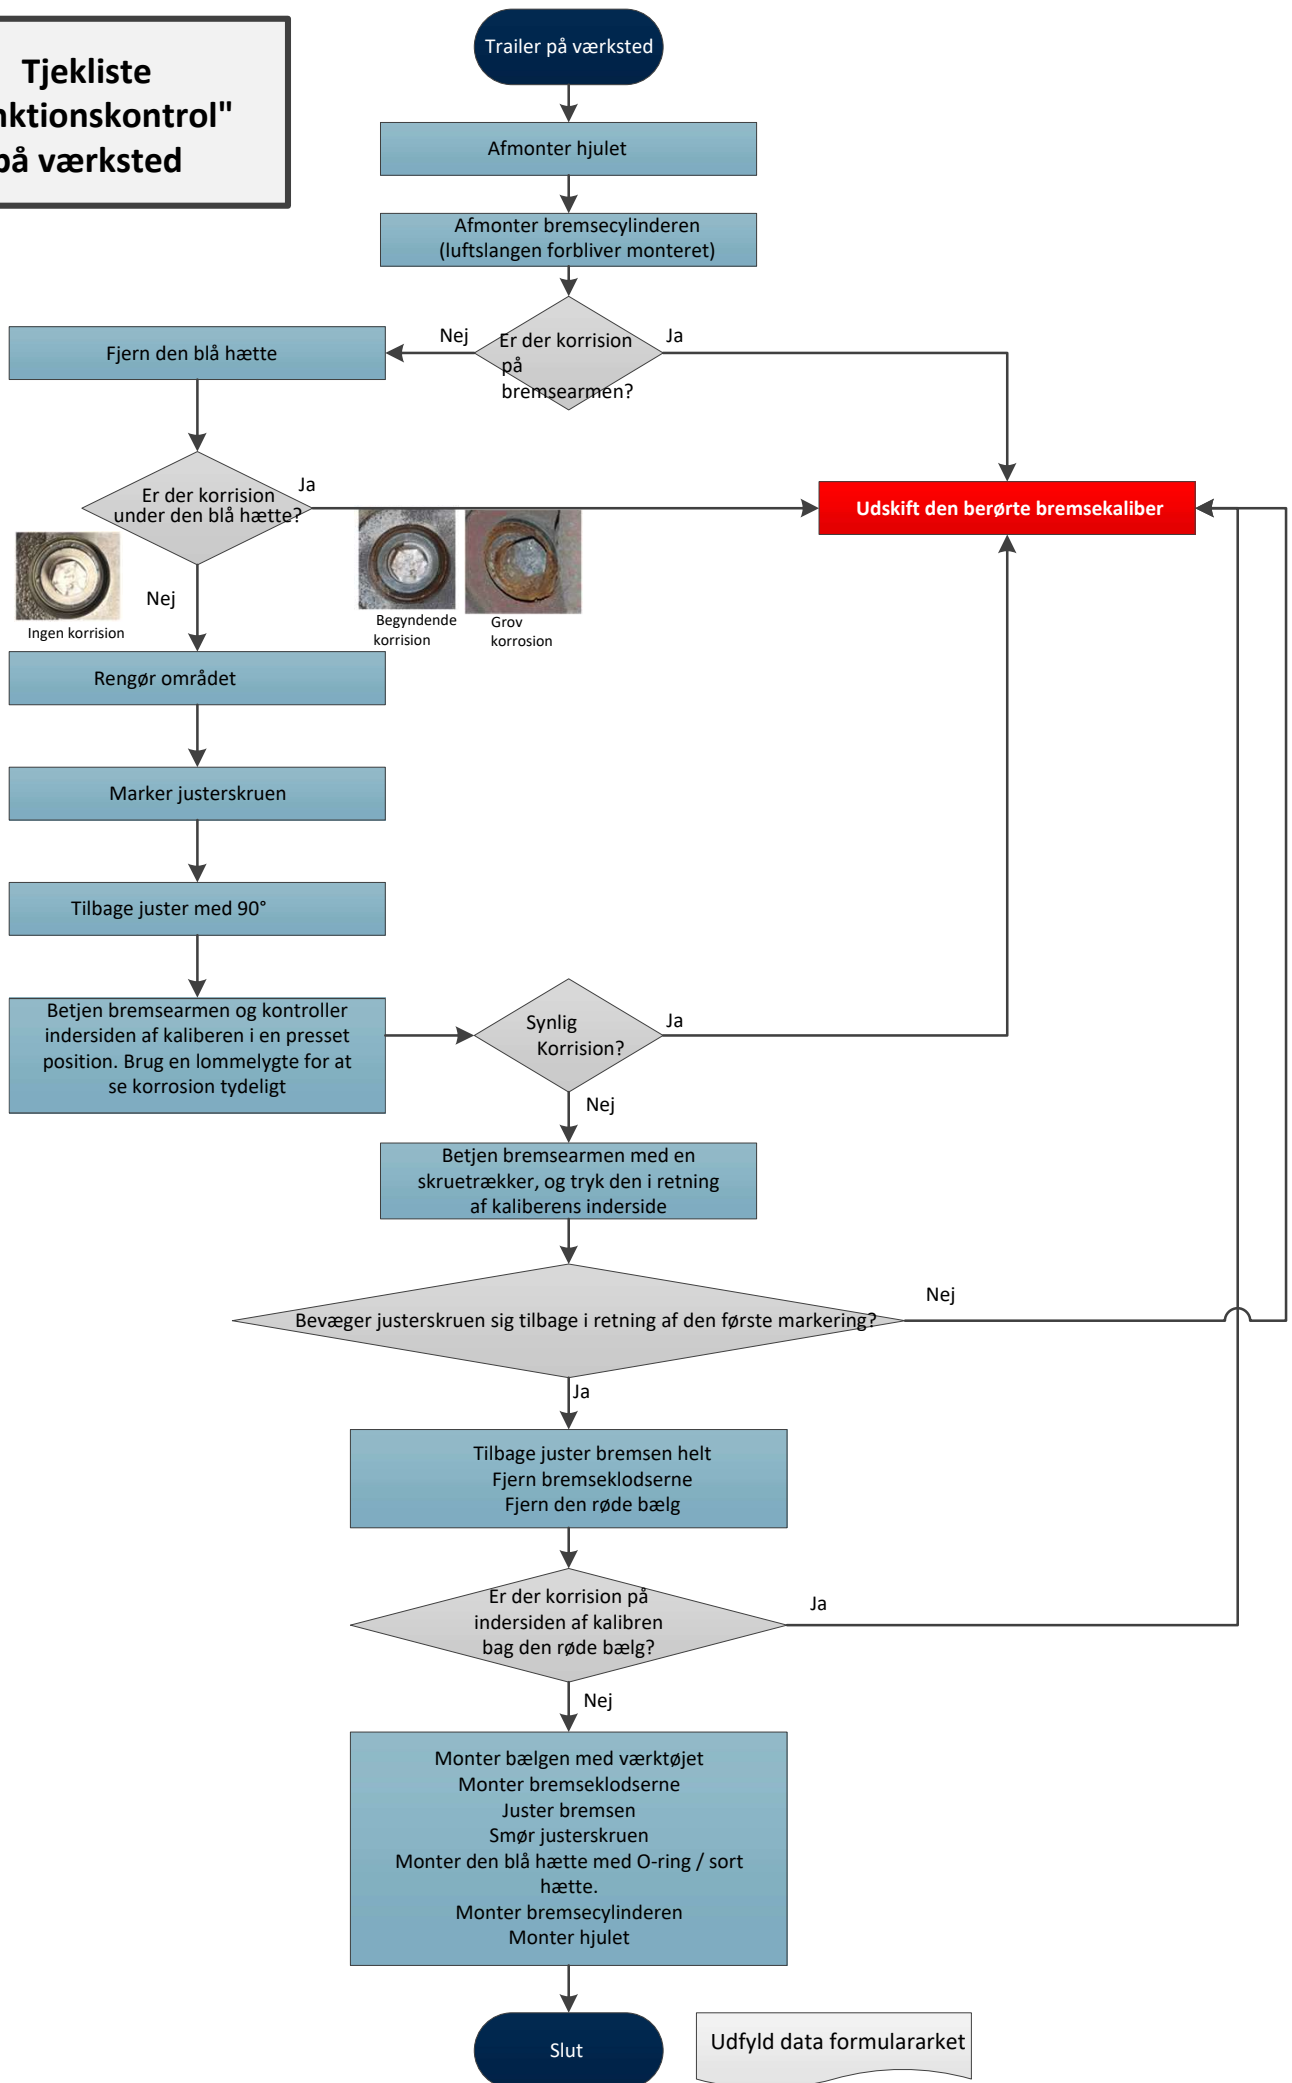 Tjekliste
nktionskontrol"
på værksted
Trailer på værksted
Afmonter hjulet
Afmonter bremsecylinderen
(luftslangen forbliver monteret)
Er der korrision
på
bremsearmen?
Nej
Ja
Fjern den blå hætte
Er der korrision
under den blå hætte?
Ja
Udskift den berørte bremsekaliber
Ingen korrision
Nej
Begyndende
korrision
Grov
korrosion
Rengør området
Marker justerskruen
Tilbage juster med 90°
Betjen bremsearmen og kontroller
indersiden af kaliberen i en presset
position. Brug en lommelygte for at
se korrosion tydeligt
Synlig
Korrision?
Ja
Nej
Betjen bremsearmen med en
skruetrækker, og tryk den i retning
af kaliberens inderside
Bevæger justerskruen sig tilbage i retning af den første markering?
Nej
Ja
Tilbage juster bremsen helt
Fjern bremseklodserne
Fjern den røde bælg
Er der korrision på
indersiden af kalibren
bag den røde bælg?
Ja
Nej
Monter bælgen med værktøjet
Monter bremseklodserne
Juster bremsen
Smør justerskruen
Monter den blå hætte med O-ring / sort
hætte.
Monter bremsecylinderen
Monter hjulet
Slut
Udfyld data formulararket